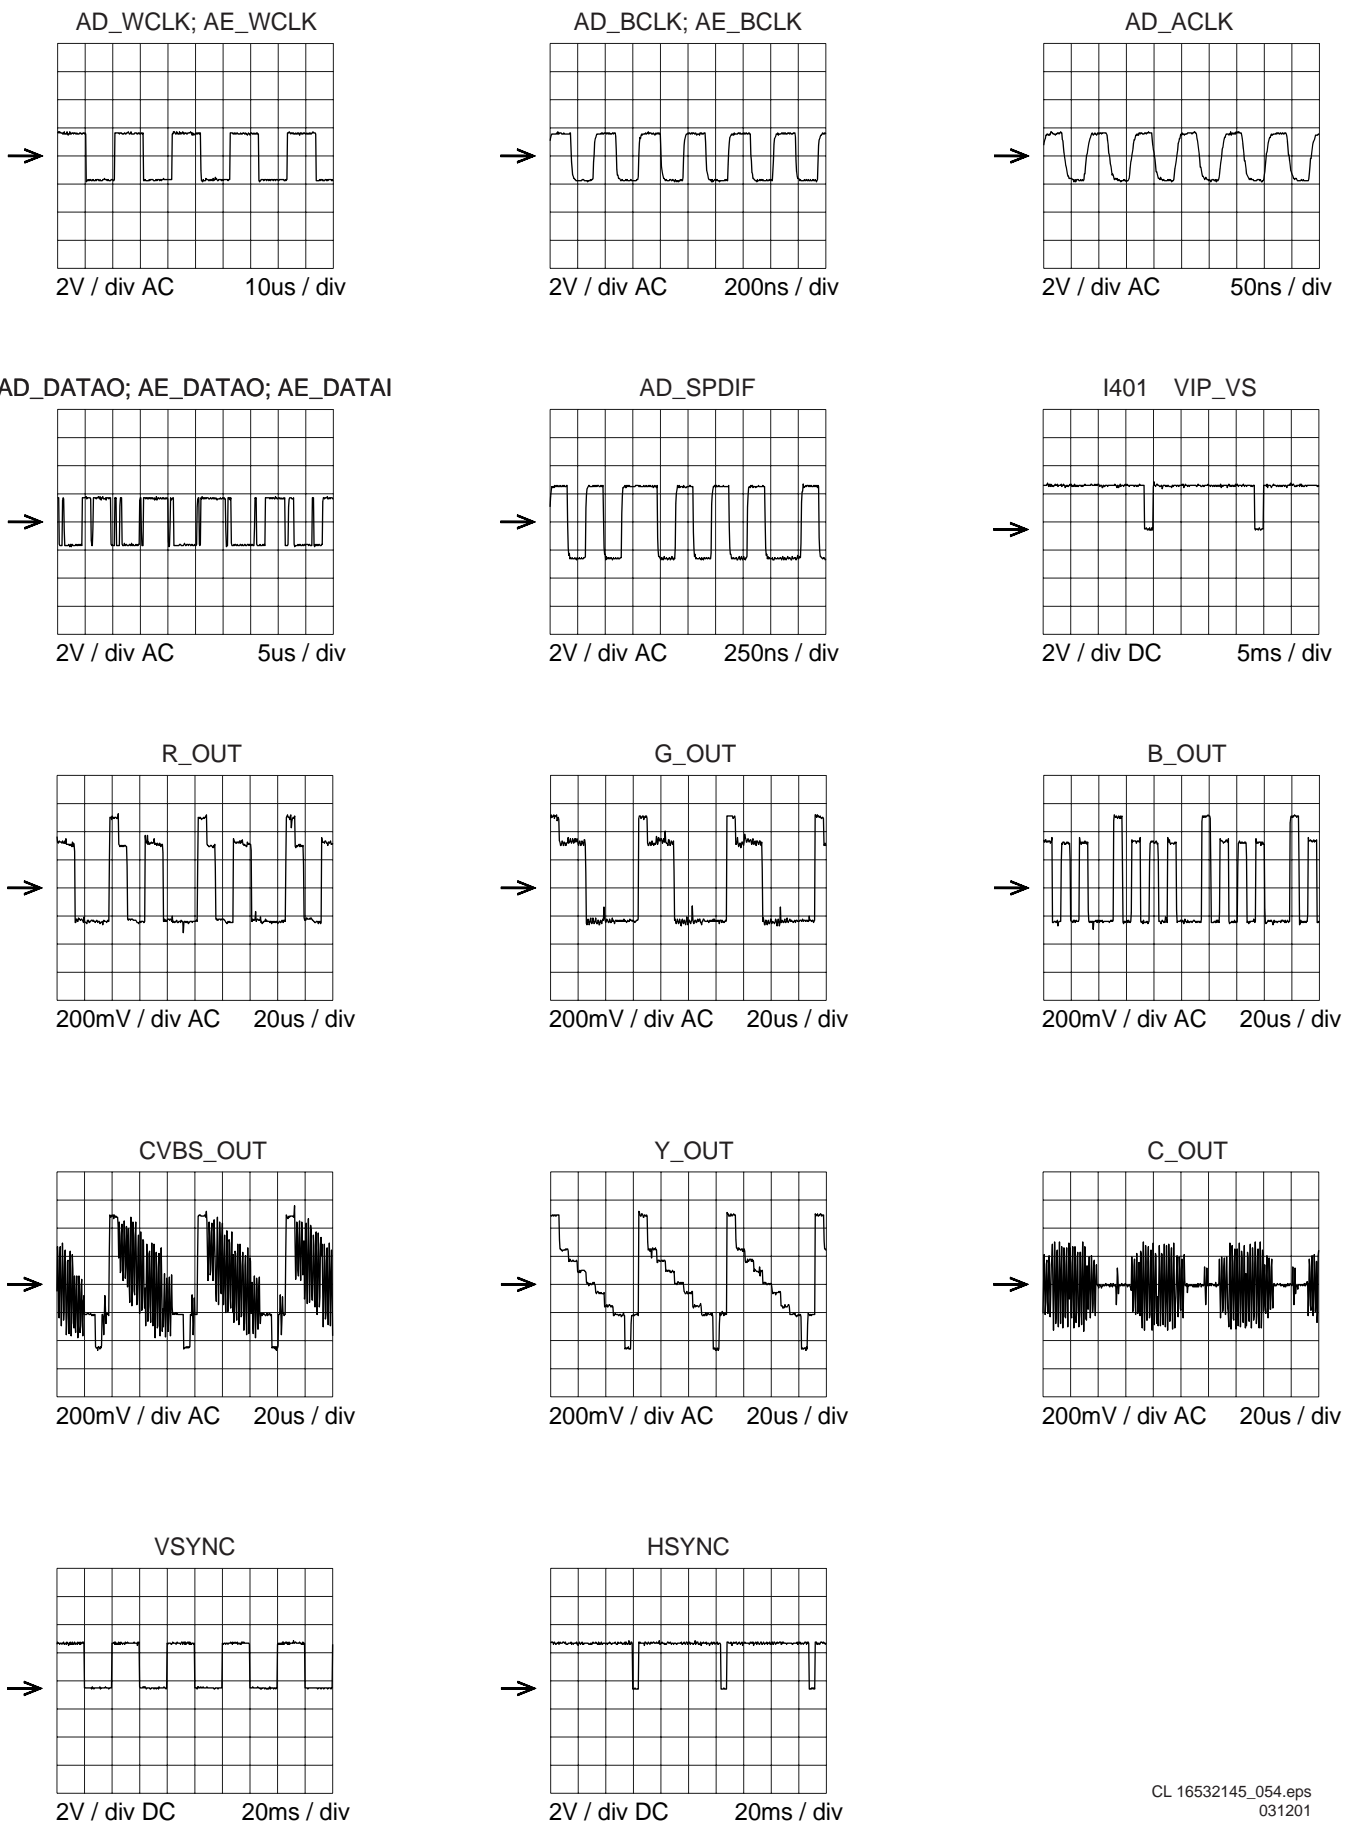 AD_WCLK; AE_WCLK
AD_BCLK; AE_BCLK
AD_ACLK
2V / div AC 10us / div
2V / div AC 200ns / div
2V / div AC 50ns / div
AD_DATAO; AE_DATAO; AE_DATAI
AD_SPDIF
I401 VIP_VS
2V / div AC 5us / div
2V / div AC 250ns / div
2V / div DC 5ms / div
R_OUT
G_OUT
B_OUT
200mV / div AC 20us / div
200mV / div AC 20us / div
200mV / div AC 20us / div
CVBS_OUT
Y_OUT
C_OUT
200mV / div AC 20us / div
200mV / div AC 20us / div
200mV / div AC 20us / div
VSYNC
HSYNC
2V / div DC 20ms / div
2V / div DC 20ms / div
CL 16532145_054.eps
031201